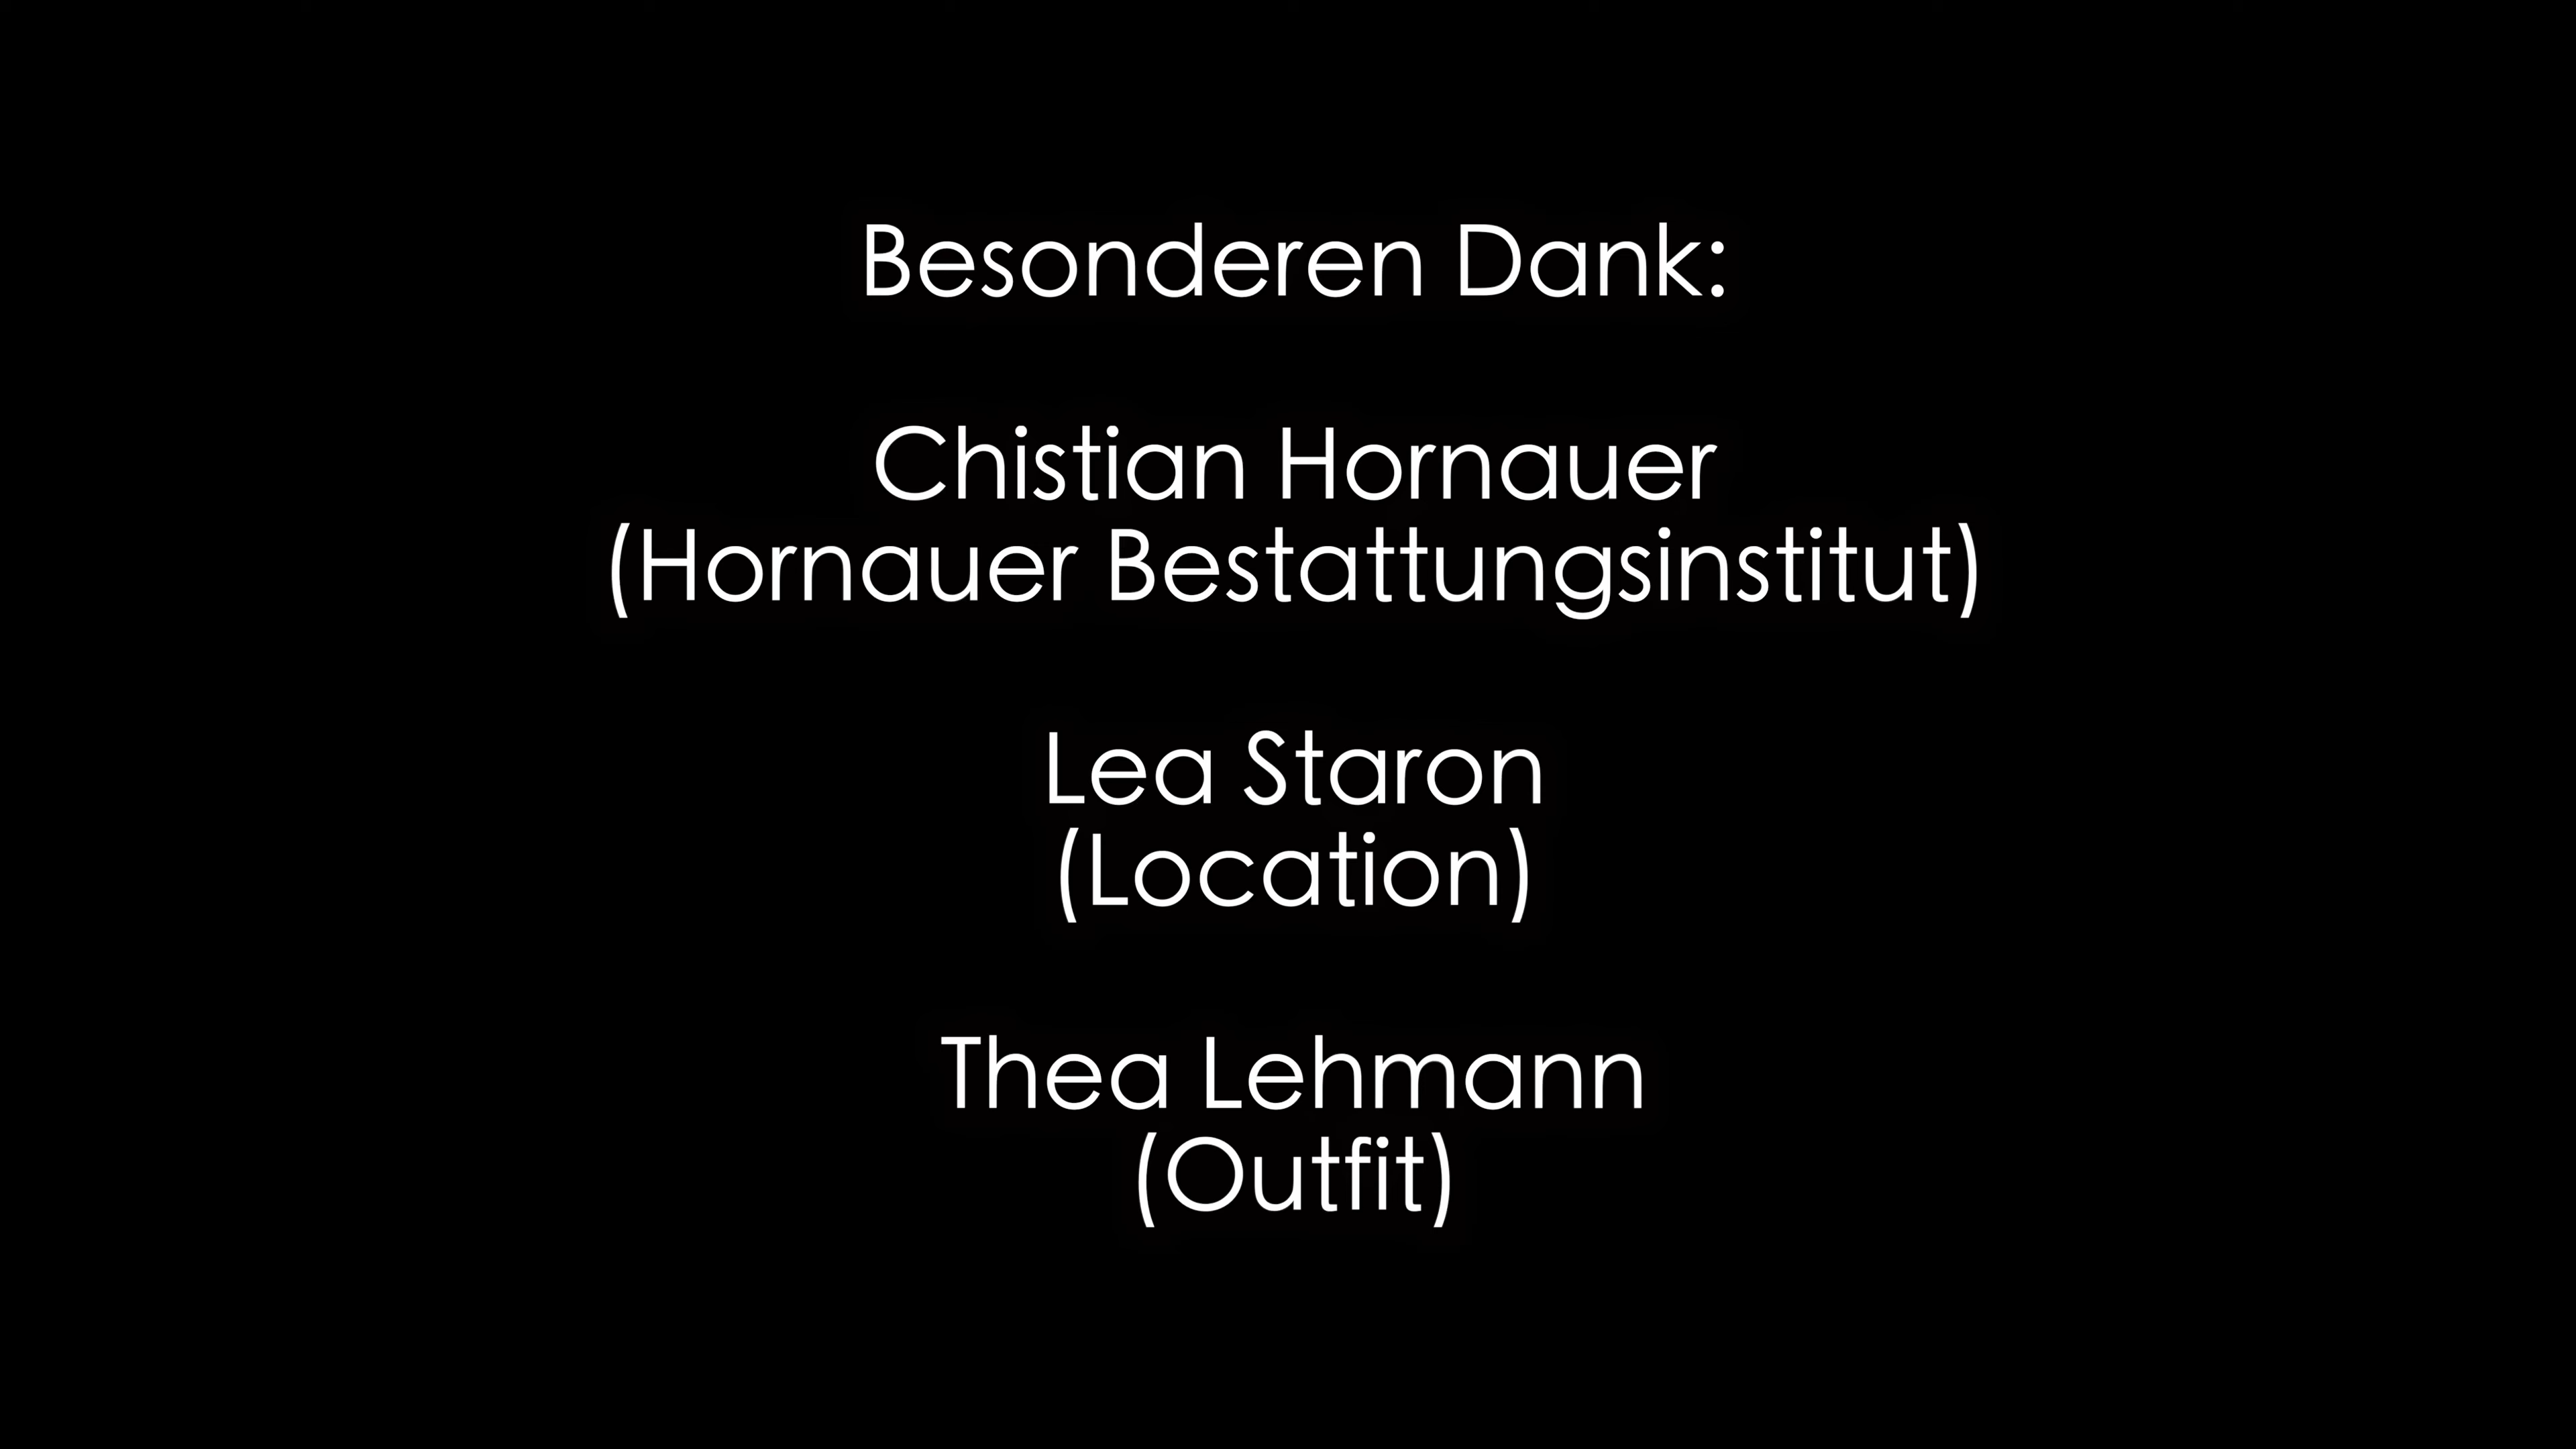 Besonderen Dank:
Chistian Hornauer
(Hornauer Bestattungsinstitut)
Lea Staron
(Location)
Thea Lehmann
(Outfit)